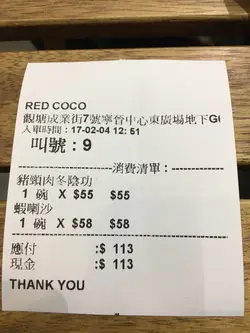 RED COCO
觀塘成業街7號寧晉中心東廣場地下G
入單時間：17-02-04 12:51
叫號：9
--------------------消費清單：----------
豬頸肉冬陰功
1 碗 X $55 $55
蝦喇沙
1 碗 X $58 $58
應付 :$ 113
現金 :$ 113
THANK YOU